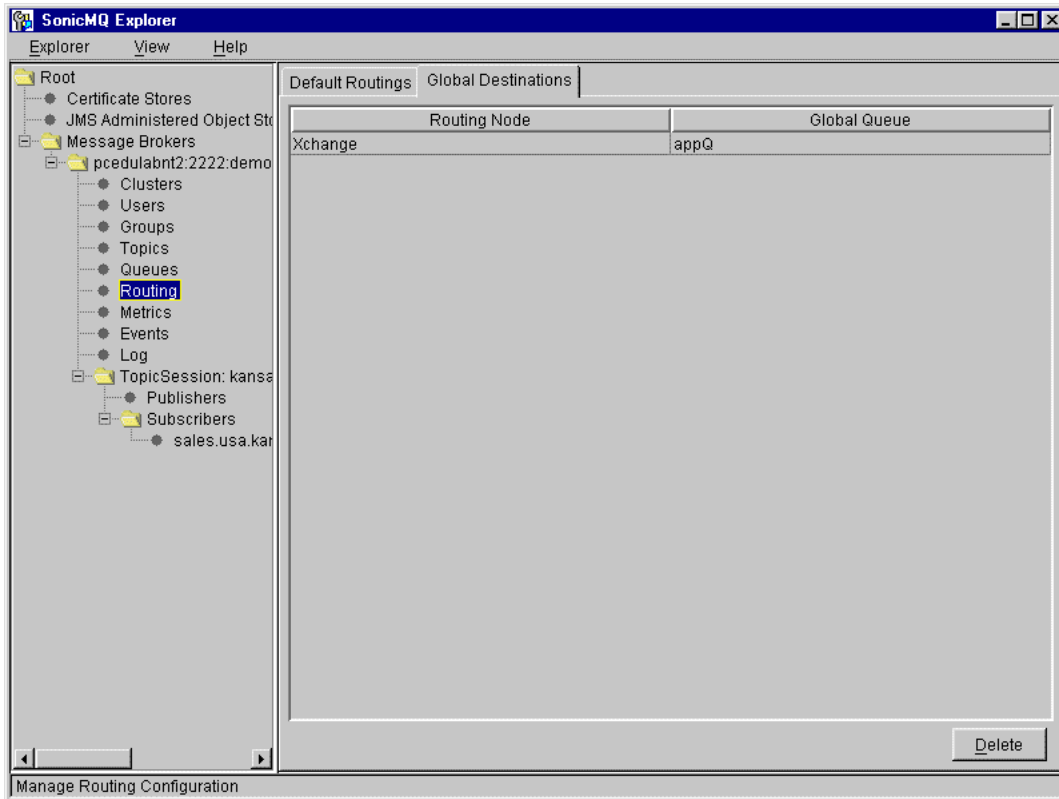 SonicMQ Explorer
Explorer View Help
Root
Certificate Stores
JMS Administered Object Sto
Message Brokers
pcedulabnt2:2222:demo
Clusters
Users
Groups
Topics
Queues
Routing
Metrics
Events
Log
TopicSession: kansa
Publishers
Subscribers
sales.usa.kan
Default Routings Global Destinations
Routing Node Global Queue
Xchange appQ
Delete
Manage Routing Configuration